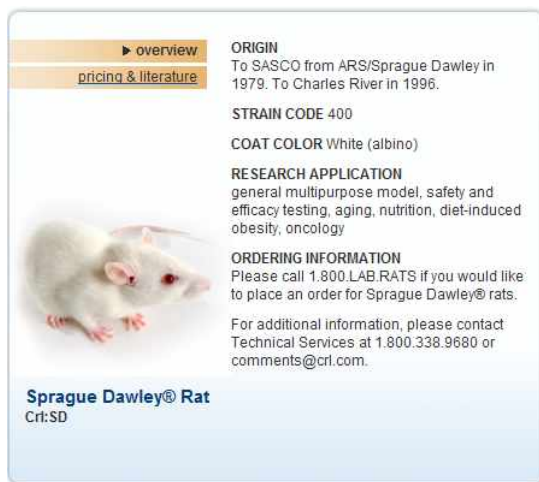 ▶ overview
pricing & literature
ORIGIN
To SASCO from ARS/Sprague Dawley in
1979. To Charles River in 1996.
STRAIN CODE 400
COAT COLOR White (albino)
RESEARCH APPLICATION
general multipurpose model, safety and
efficacy testing, aging, nutrition, diet-induced
obesity, oncology
ORDERING INFORMATION
Please call 1.800.LAB.RATS if you would like
to place an order for Sprague Dawley® rats.
For additional information, please contact
Technical Services at 1.800.338.9680 or
comments@crl.com.
Sprague Dawley® Rat
Crl:SD